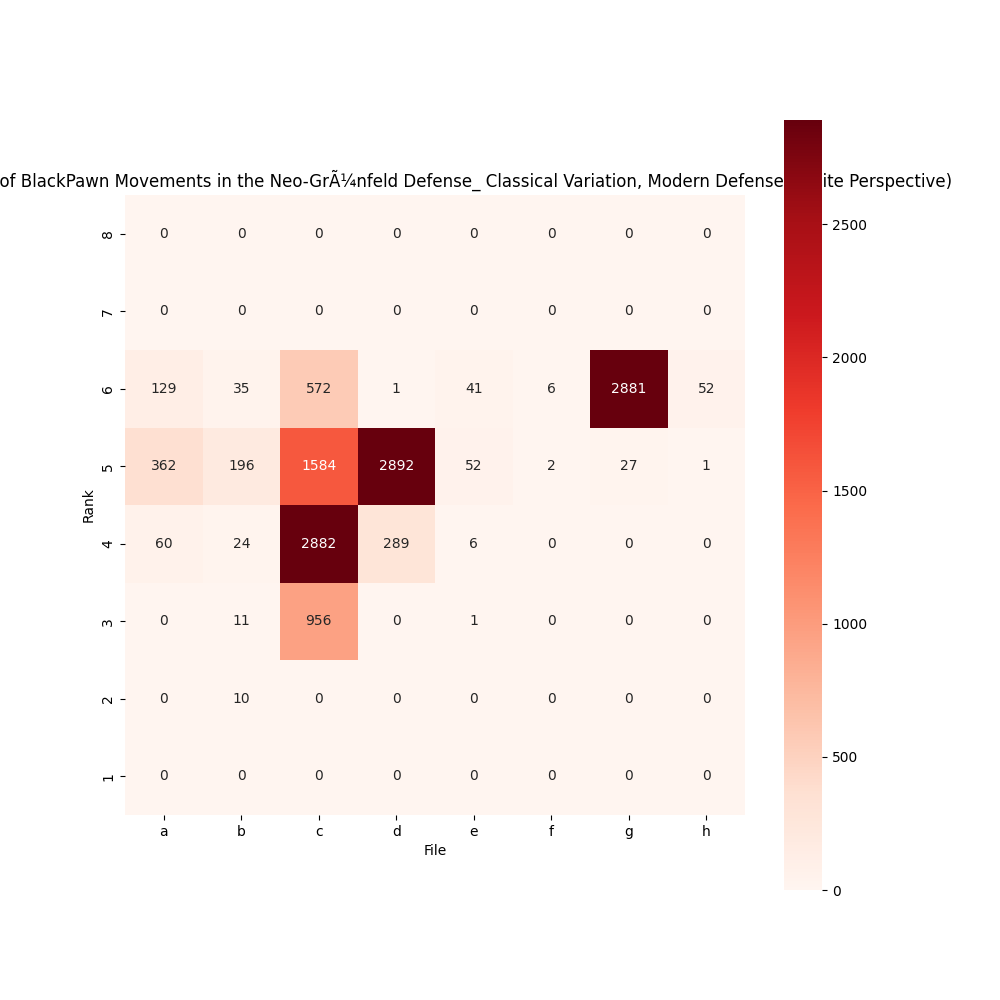 of BlackPawn Movements in the Neo-GrÃ¼nfeld Defense_ Classical Variation, Modern Defense ite Perspective)
8 0 0 0 0 0 0 0 0
7 0 0 0 0 0 0 0 0
6 129 35 572 1 41 6 2881 52
5 362 196 1584 2892 52 2 27 1
4 60 24 2882 289 6 0 0 0
3 0 11 956 0 1 0 0 0
2 0 10 0 0 0 0 0 0
1 0 0 0 0 0 0 0 0
a b c d e f g h
File
Rank
2500
2000
1500
1000
500
0